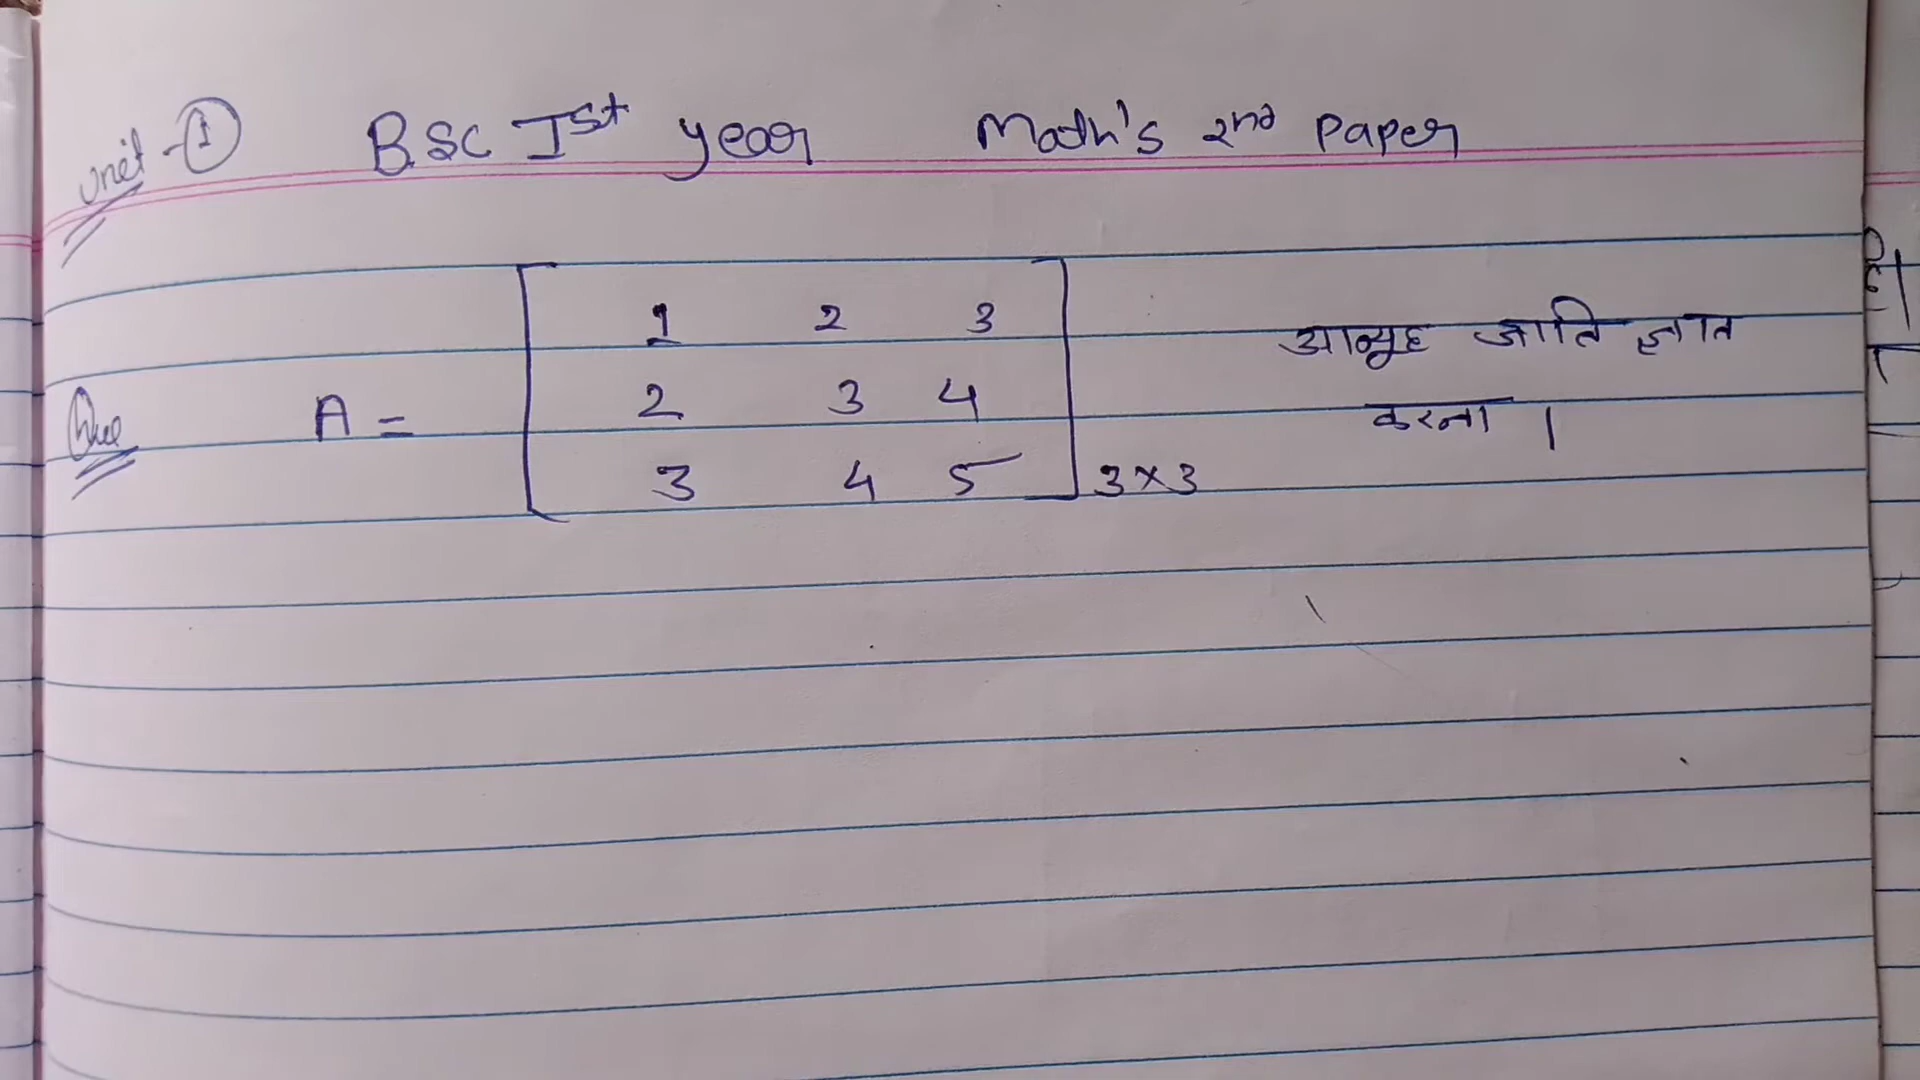 Unit - 1
BSC Ist year Math's 2nd Paper
1 2 3
आव्यूह जाति ज्ञात
Que A = 2 3 4
करना ।
3 4 5 3×3